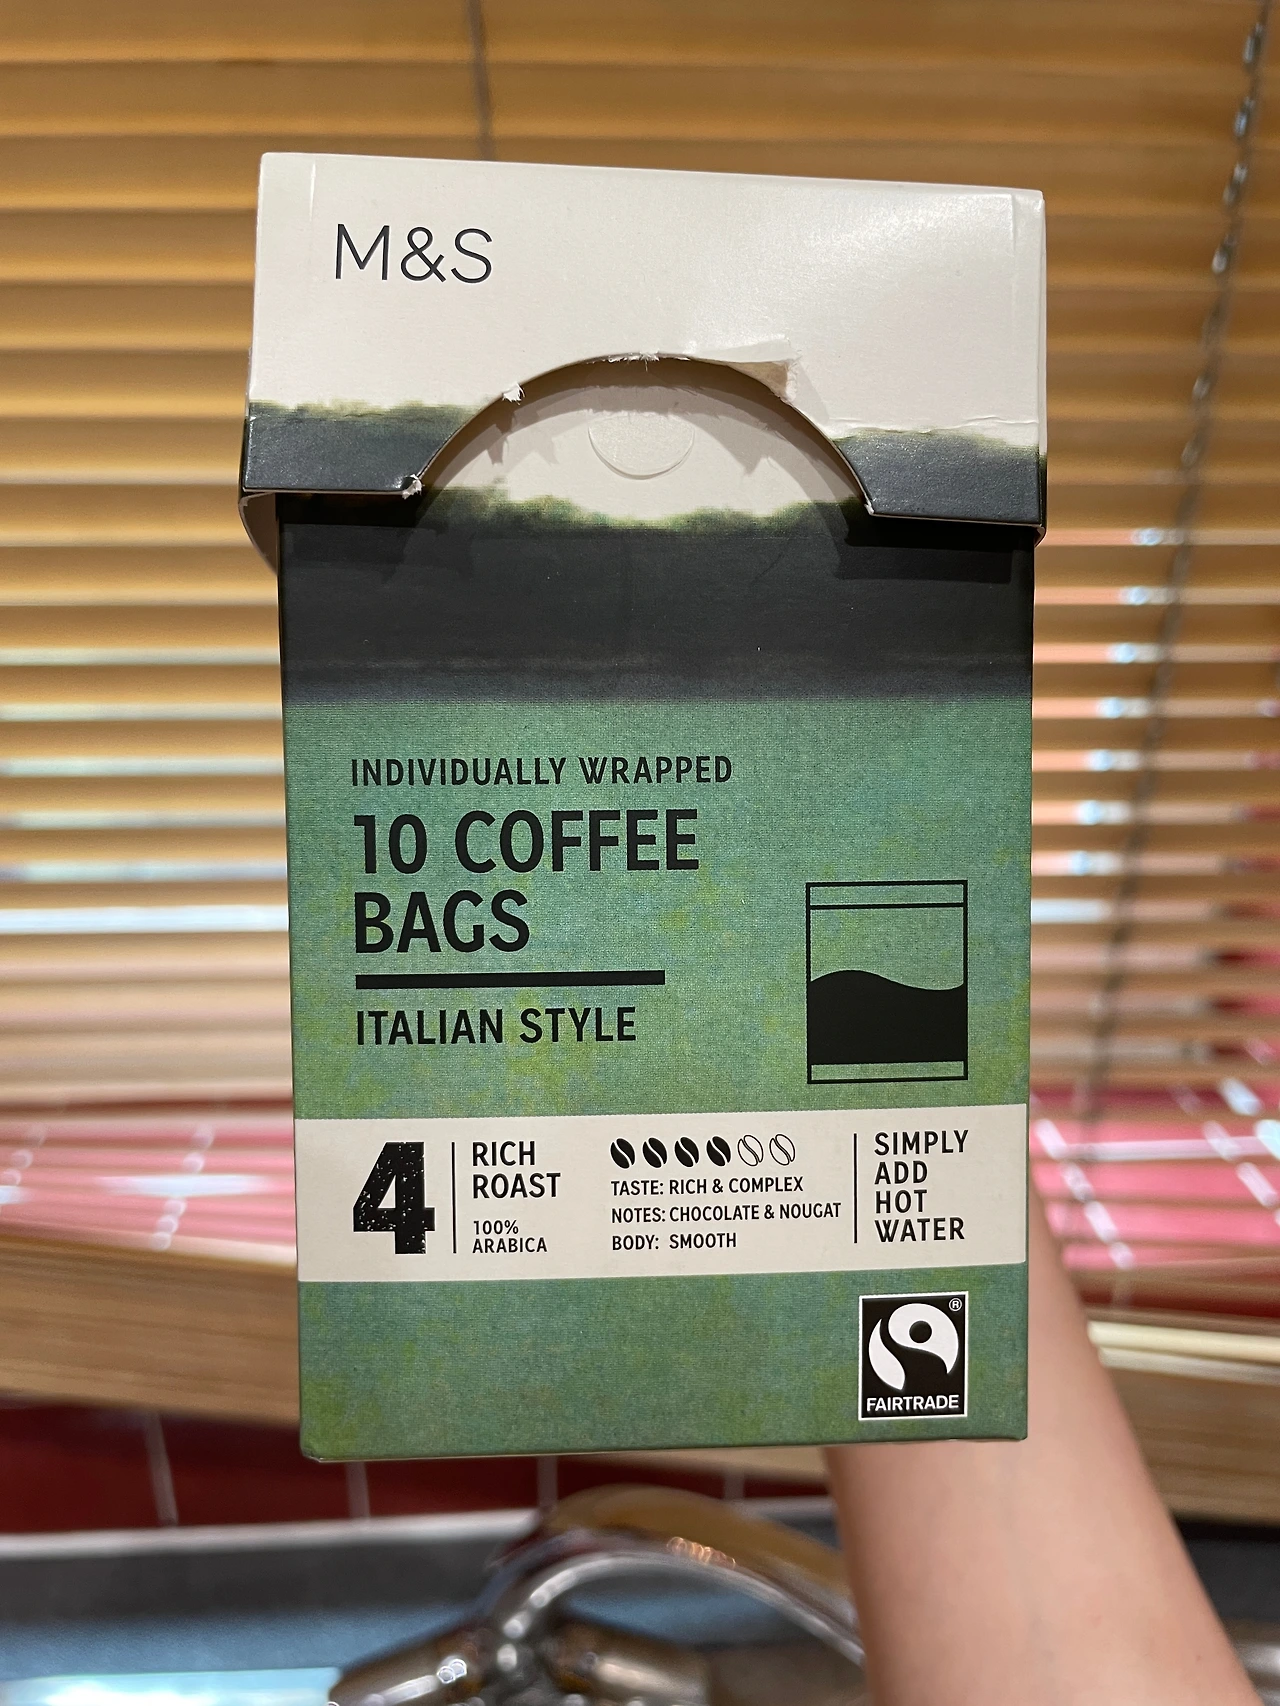 M&S
INDIVIDUALLY WRAPPED
10 COFFEE
BAGS
ITALIAN STYLE
4
RICH
ROAST
100%
ARABICA
TASTE: RICH & COMPLEX
NOTES: CHOCOLATE & NOUGAT
BODY: SMOOTH
SIMPLY
ADD
HOT
WATER
®
FAIRTRADE